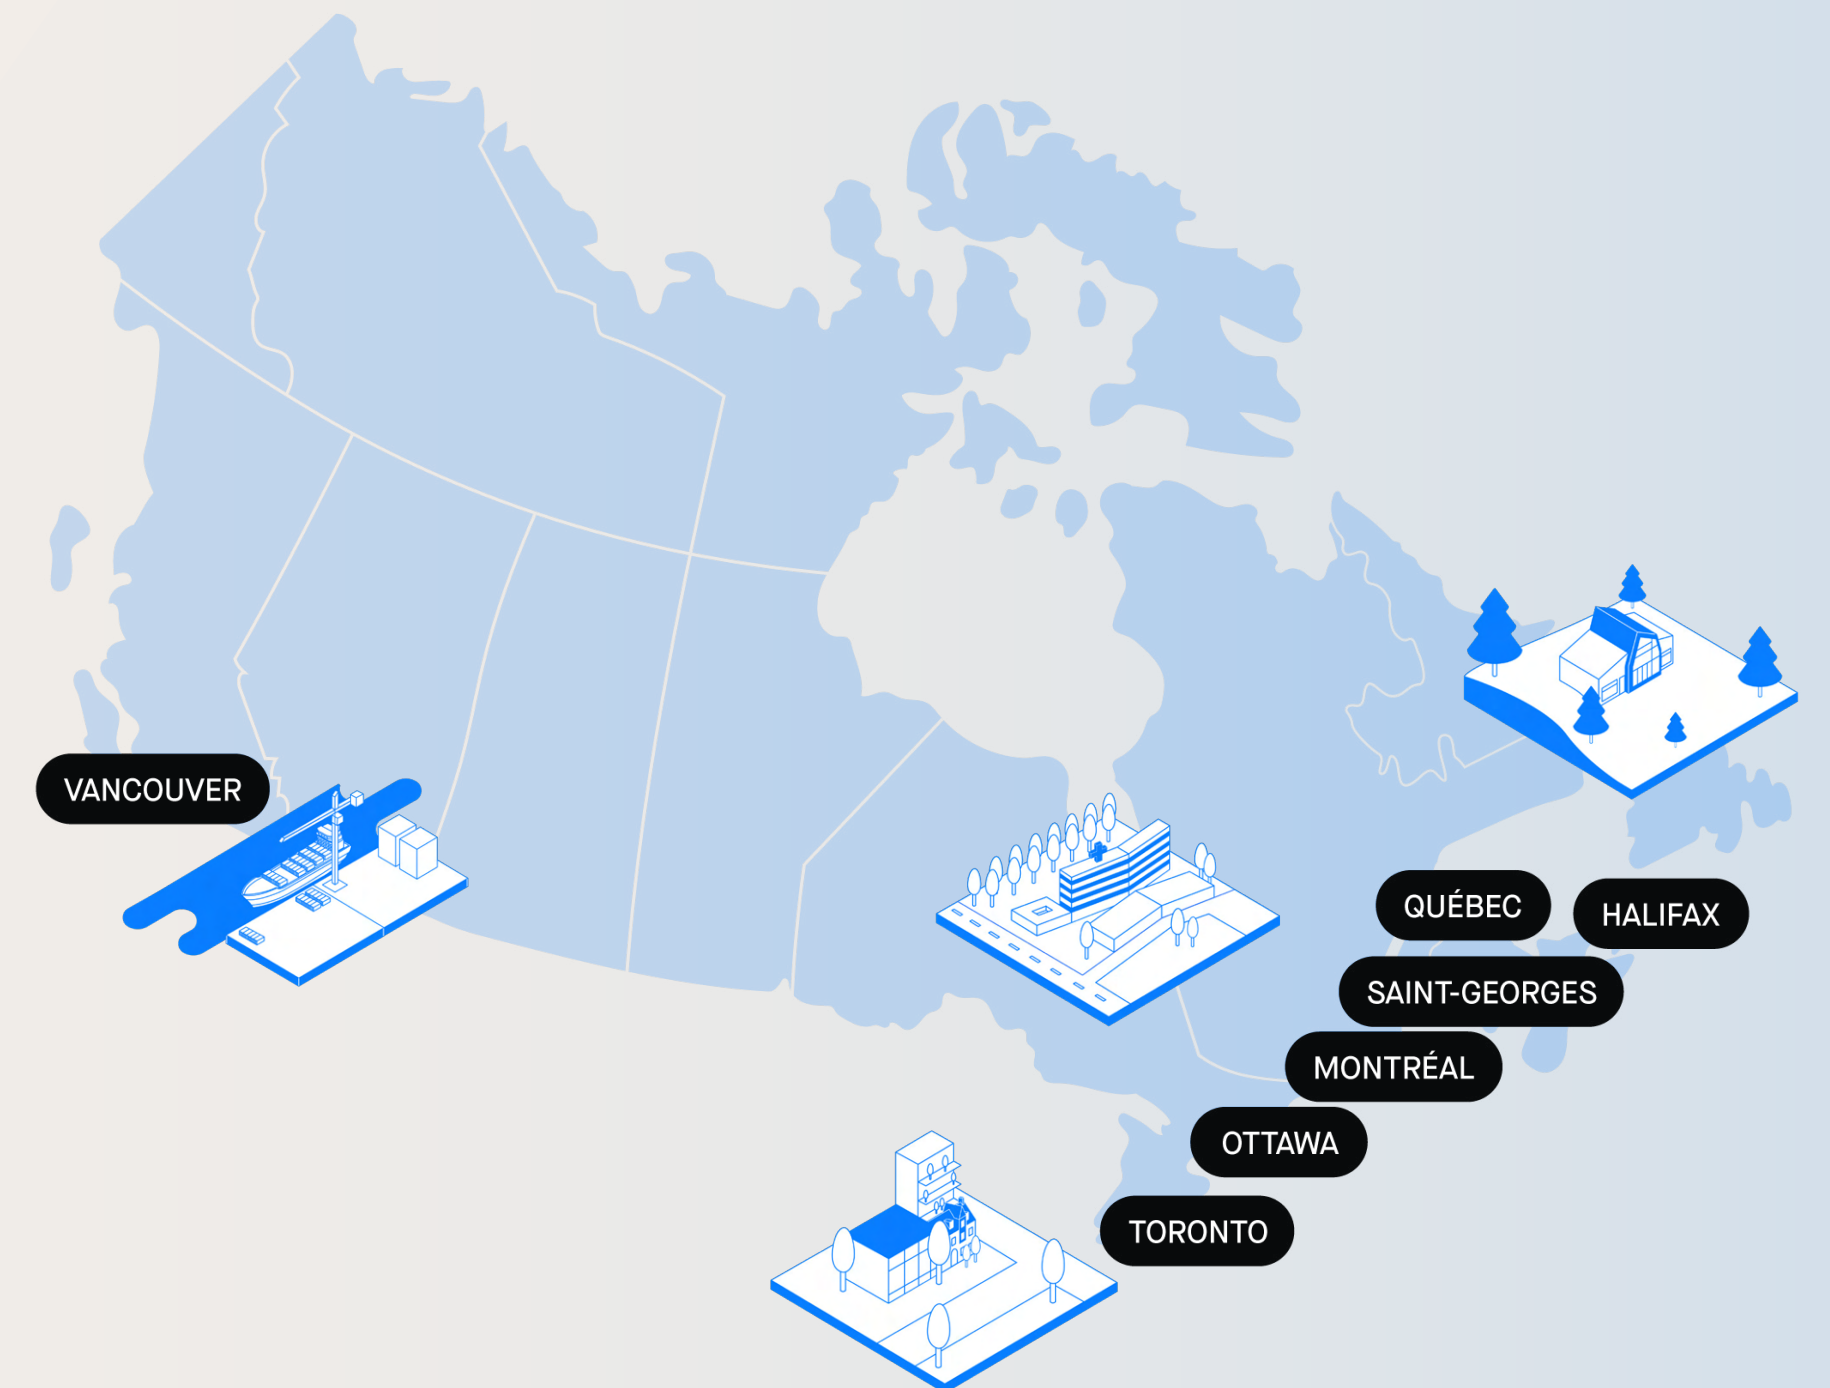 VANCOUVER
QUÉBEC
HALIFAX
SAINT-GEORGES
MONTRÉAL
OTTAWA
TORONTO